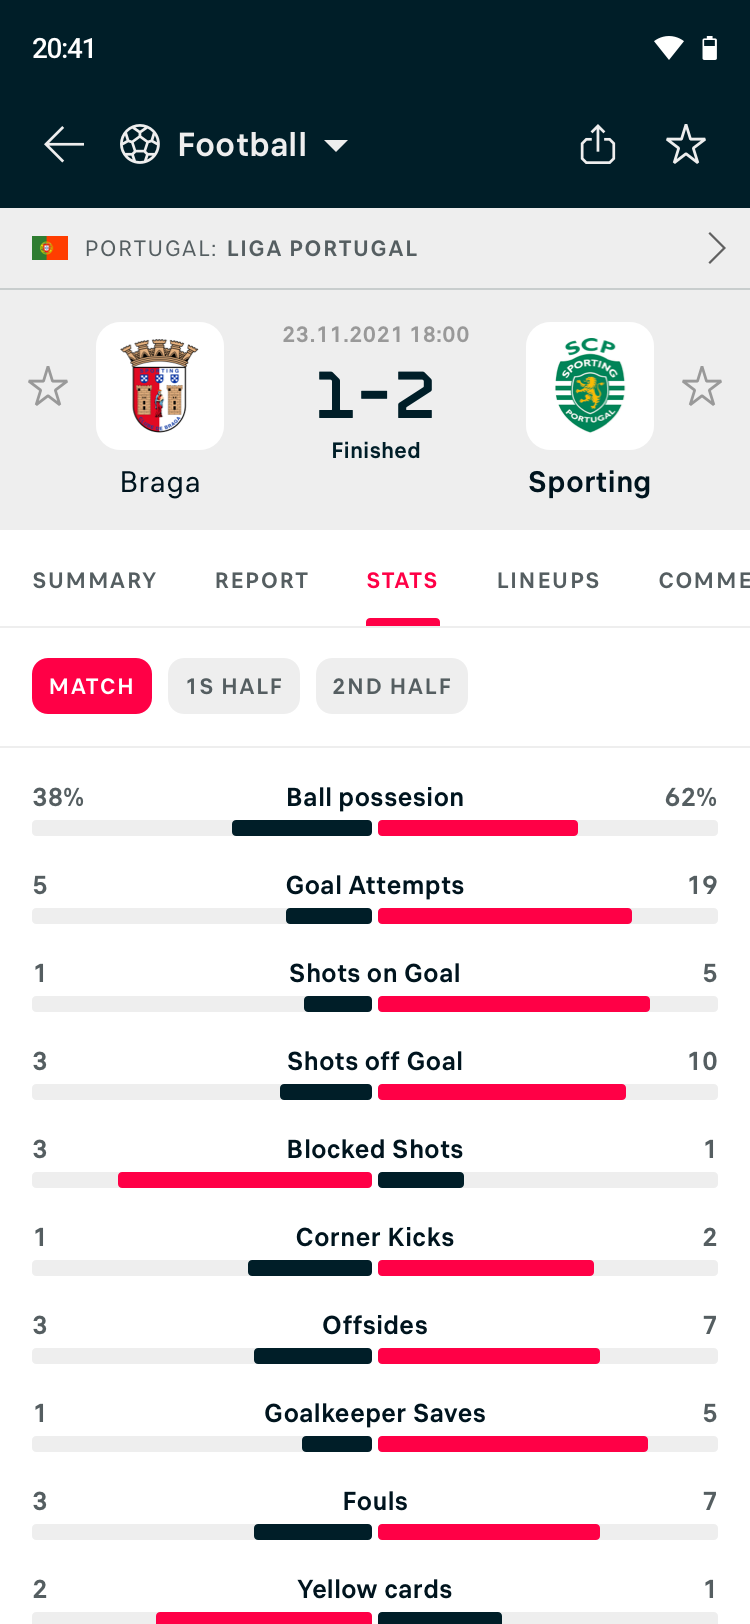 20:41
Football
PORTUGAL: LIGA PORTUGAL
23.11.2021 18:00
1-2
Finished
Braga
Sporting
SCP
SPORTING
PORTUGAL
SUMMARY REPORT STATS LINEUPS COMME
MATCH 1S HALF 2ND HALF
38% Ball possesion 62%
5 Goal Attempts 19
1 Shots on Goal 5
3 Shots off Goal 10
3 Blocked Shots 1
1 Corner Kicks 2
3 Offsides 7
1 Goalkeeper Saves 5
3 Fouls 7
2 Yellow cards 1